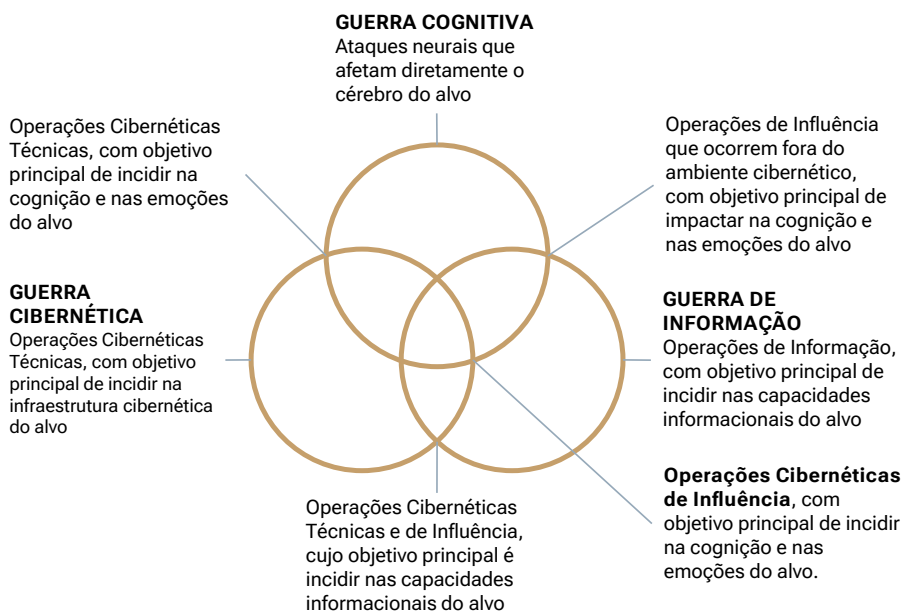 GUERRA COGNITIVA
Ataques neurais que
afetam diretamente o
cérebro do alvo
Operações Cibernéticas
Técnicas, com objetivo
principal de incidir na
cognição e nas emoções
do alvo
Operações de Influência
que ocorrem fora do
ambiente cibernético,
com objetivo principal de
impactar na cognição e
nas emoções do alvo
GUERRA
CIBERNÉTICA
Operações Cibernéticas
Técnicas, com objetivo
principal de incidir na
infraestrutura cibernética
do alvo
GUERRA DE
INFORMAÇÃO
Operações de Informação,
com objetivo principal de
incidir nas capacidades
informacionais do alvo
Operações Cibernéticas
Técnicas e de Influência,
cujo objetivo principal é
incidir nas capacidades
informacionais do alvo
Operações Cibernéticas
de Influência, com
objetivo principal de incidir
na cognição e nas
emoções do alvo.